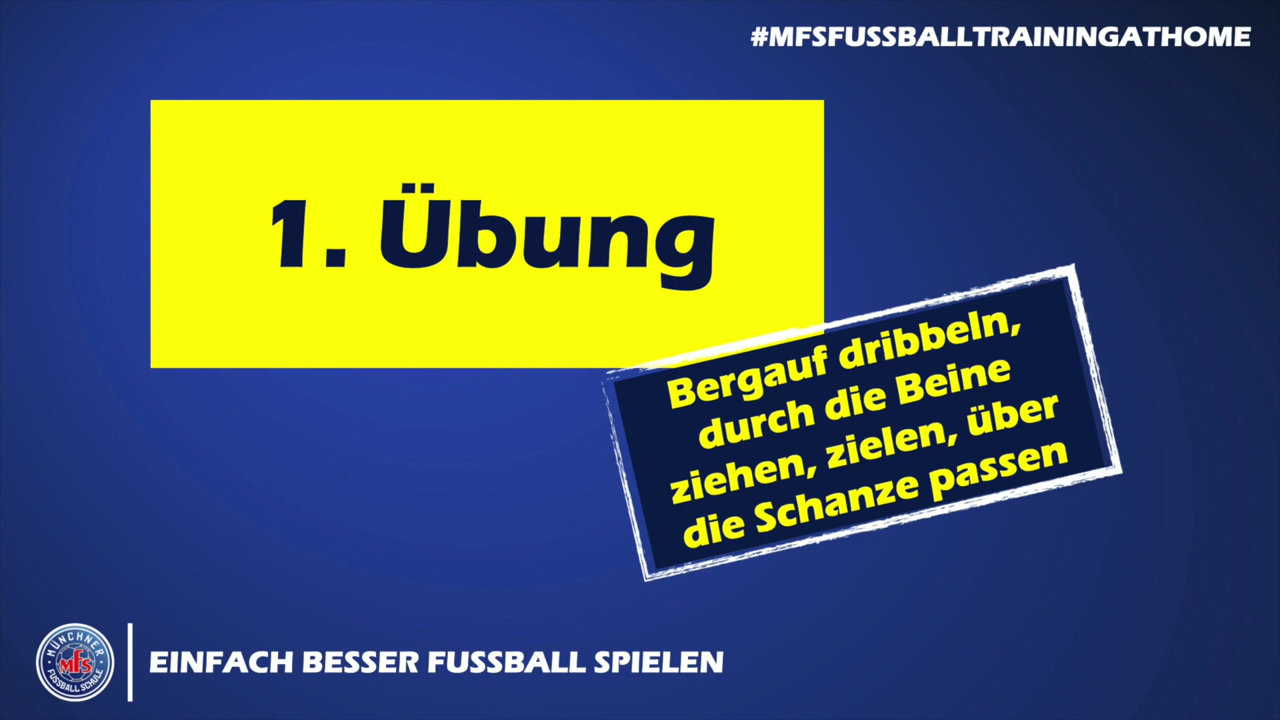 #MFSFUSSBALLTRAININGATHOME
1. Übung
Bergauf dribbeln,
durch die Beine
ziehen, zielen, über
die Schanze passen
MÜNCHNER
MFS
FUSSBALL SCHULE
EINFACH BESSER FUSSBALL SPIELEN